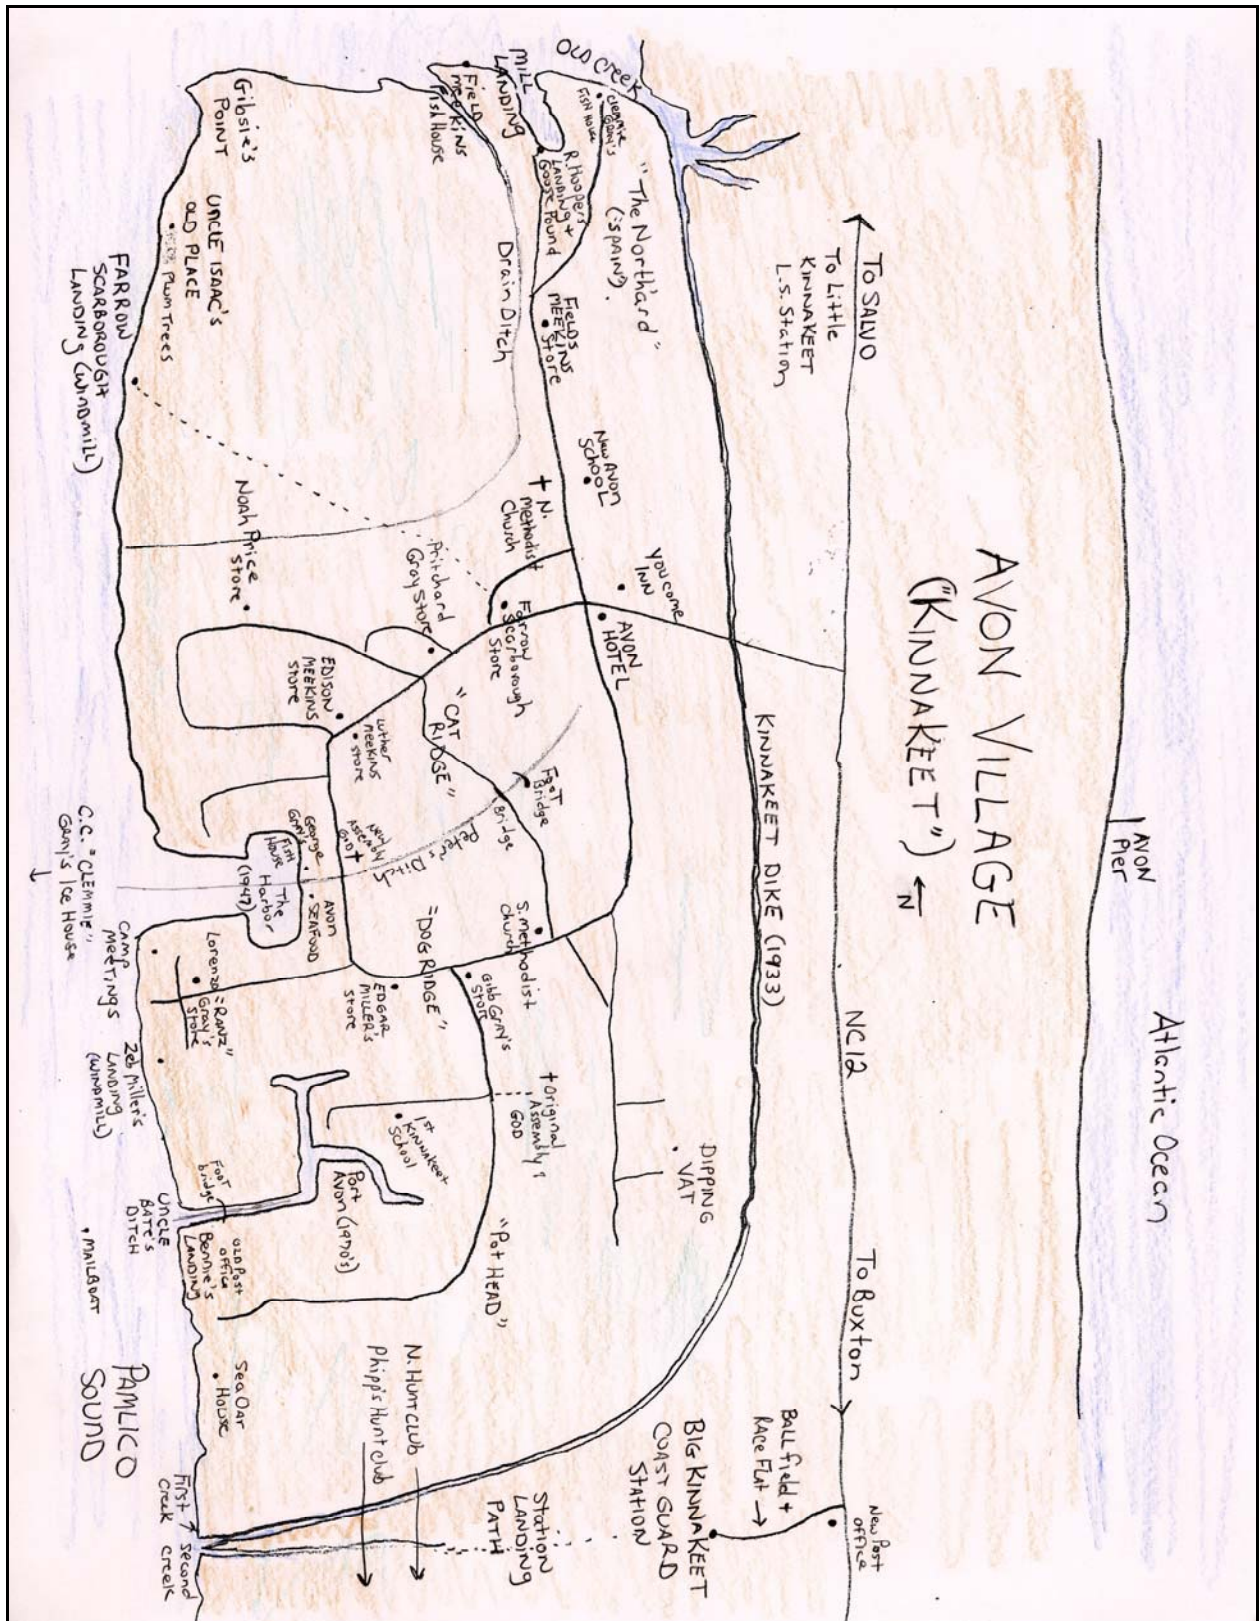 Atlantic Ocean
AVON
PIER
AVON VILLAGE
("KINNAKEET")
N
TO SALVO
To Little
KINNAKEET
L.S. Station
NC12
To Buxton
New Post
office
Ball field +
RACE FLAT
BIG KINNAKEET
COAST GUARD
STATION
KINNAKEET DIKE (1933)
DIPPING
VAT
OLD CREEK
Clemmie
GRAY'S
FISH HOUSE
"The North'ard"
(SPAIN).
MILL
LANDING
R. Hoopers
LANDING +
Goose Pound
FIELDS
MEEKINS
Store
New Avon
SCHOOL
you come
INN
AVON
HOTEL
Field
MEEKINS
Fish House
Drain Ditch
N.
Methodist
Church
Farrow
Scarborough
Store
Pritchard
Gray Store
"CAT
RIDGE"
Foot
Bridge
Bridge
Peter's Ditch
S. Methodist
church
Gibb GRAY'S
Store
"DOG RIDGE"
EDGAR
MILLER'S
Store
Original
Assembly?
GOD
1st
KINNAKEET
School
"Pot HEAD"
Station
LANDING
PATH
N. HUNT CLUB
Phipp's Hunt club
Gibsie's
POINT
UNCLE ISAAC'S
OLD PLACE
Plum Trees
FARROW
SCARBOROUGH
LANDING (WINDMILL)
Noah Price
store
EDISON
MEEKINS
Store
Luther
MEEKINS
store
New
Assembly
GOD
George
Gray's
Fish
House
The
Harbor
(1947)
AVON
SEAFOOD
C.C. "CLEMMIE"
Gray's Ice House
CAMP
MEETINGS
Lorenzo "RANZ"
Gray's
Store
Zeb Miller's
LANDING
(WINDMILL)
Port
Avon (1970's)
Foot
bridge
UNCLE
BATE'S
DITCH
OLD POST
OFFICE
Bennie's
LANDING
MAILBOAT
Sea Oar
House
PAMLICO
SOUND
First
Creek
Second
creek